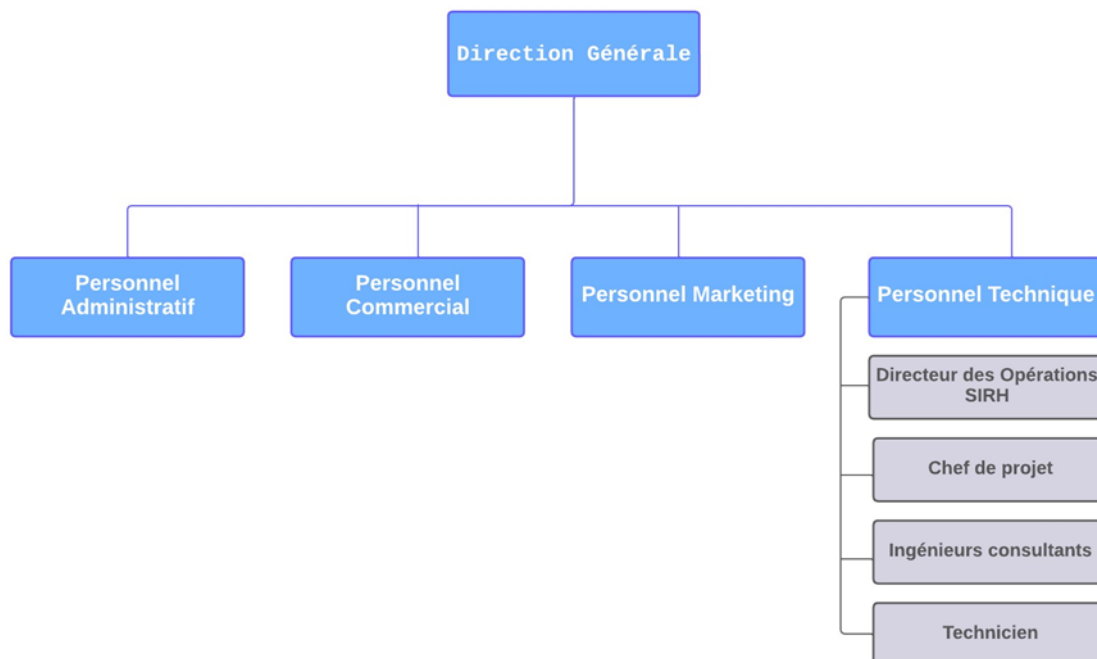 Direction Générale
Personnel
Administratif
Personnel
Commercial
Personnel Marketing
Personnel Technique
Directeur des Opérations
SIRH
Chef de projet
Ingénieurs consultants
Technicien